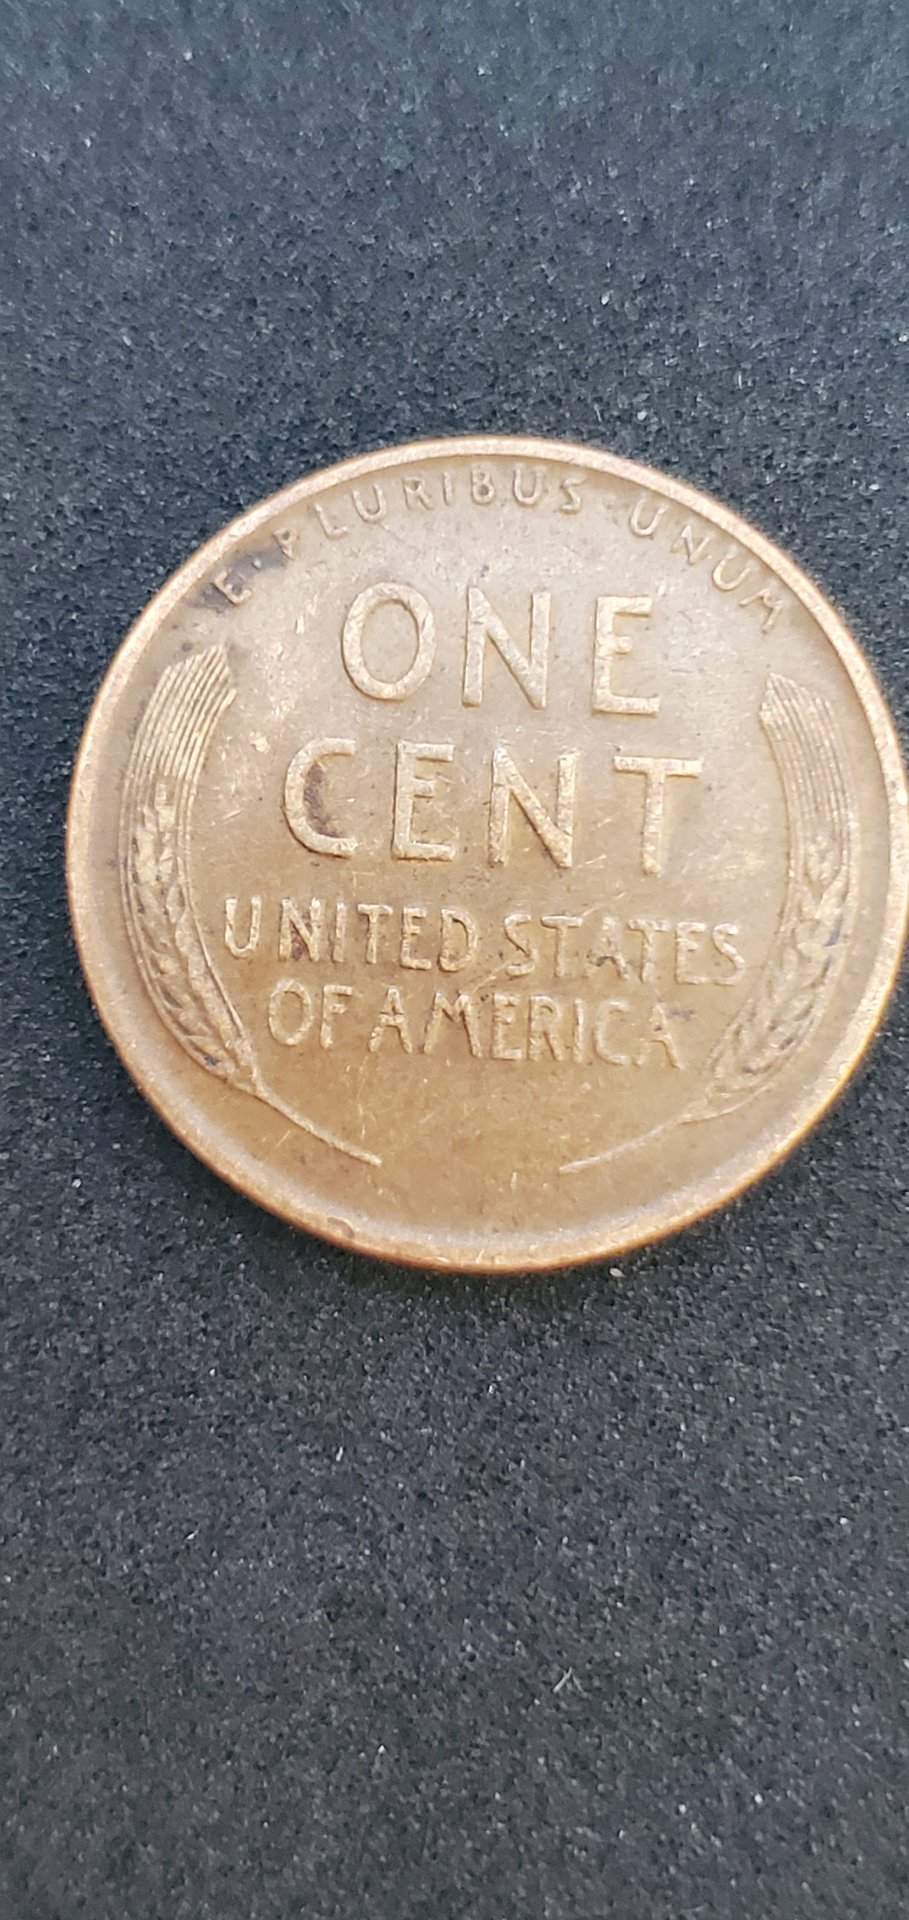 E·PLURIBUS UNUM
ONE
CENT
UNITED STATES
OF AMERICA